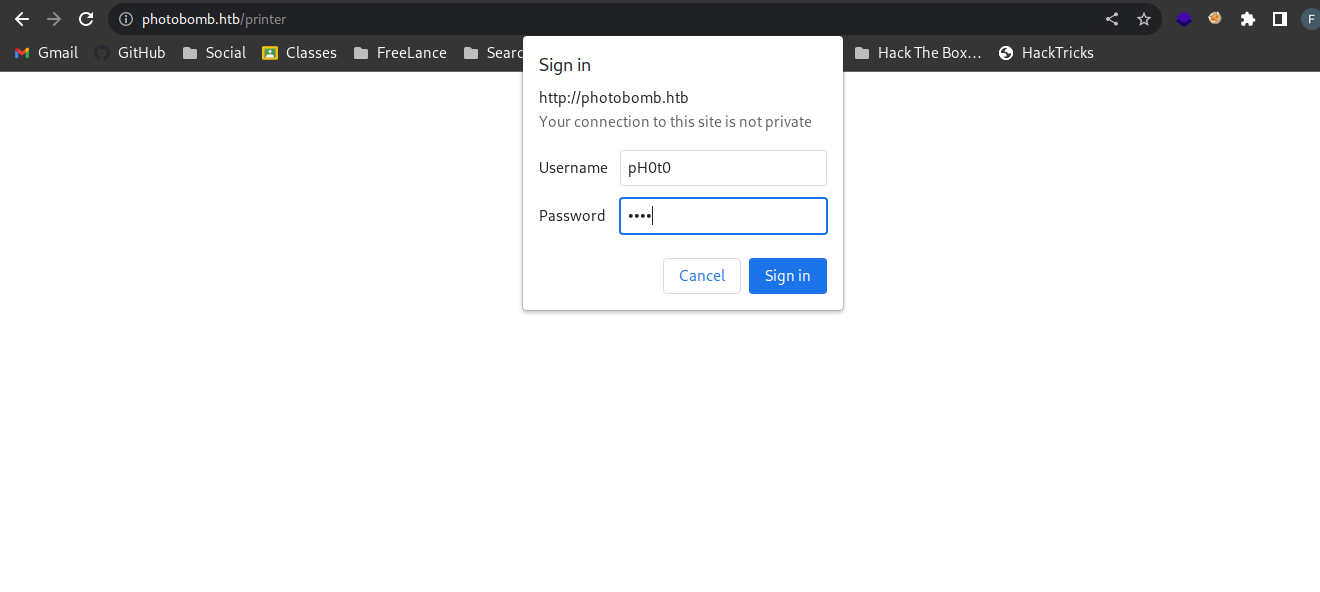 photobomb.htb/printer
F
Gmail GitHub Social Classes FreeLance Searc Hack The Box... HackTricks
Sign in
http://photobomb.htb
Your connection to this site is not private
Username pH0t0
Password ••••
Cancel Sign in